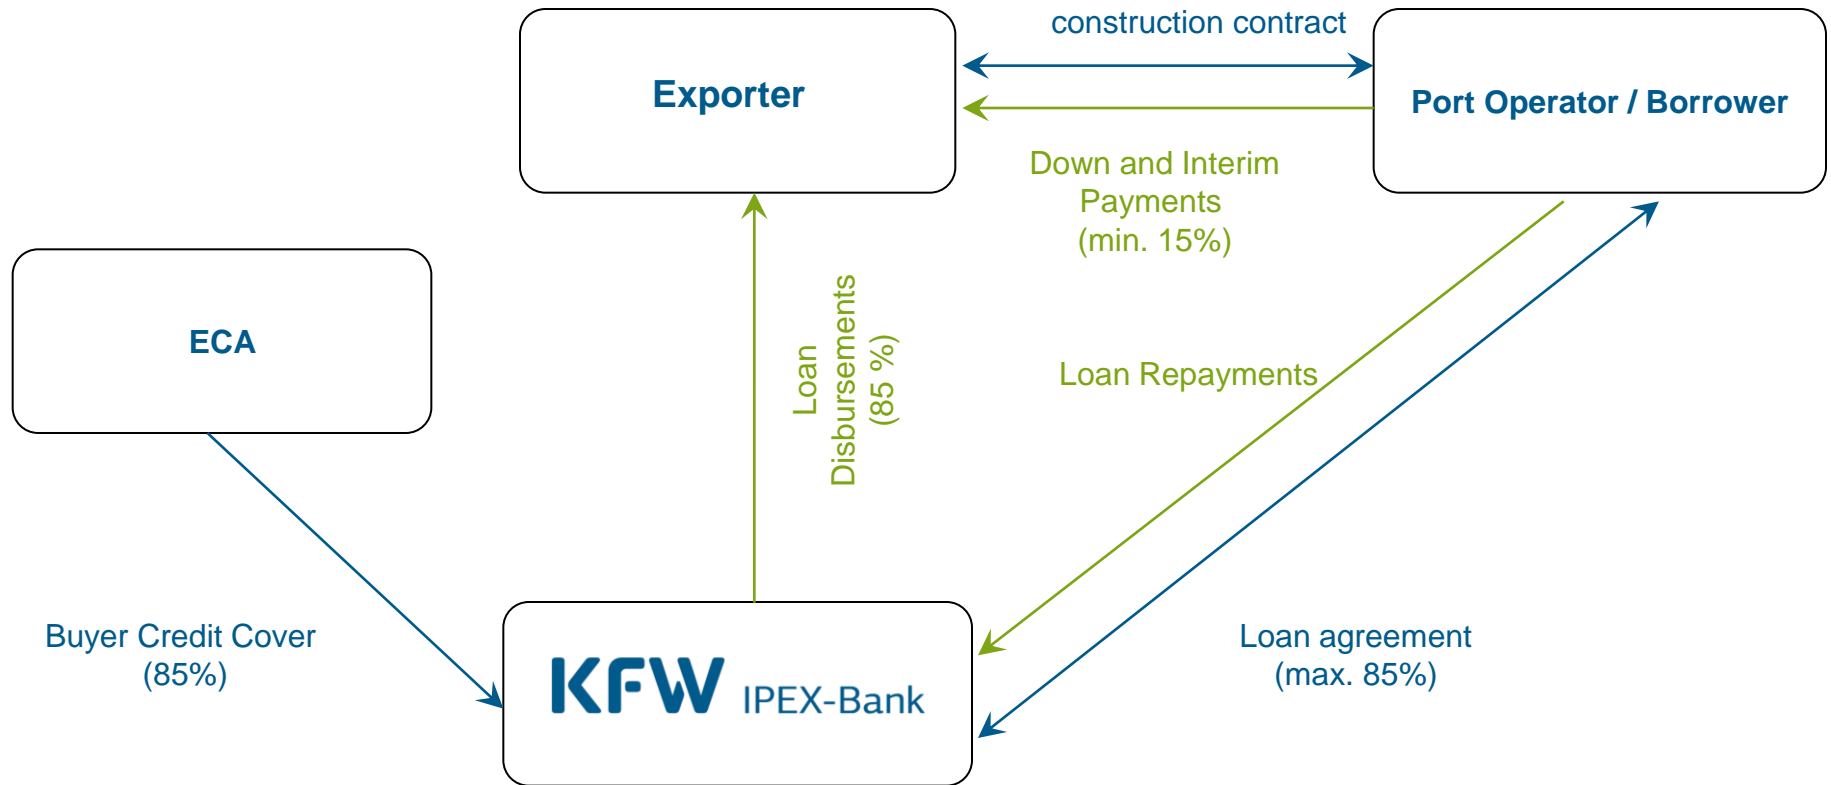 construction contract
Exporter
Port Operator / Borrower
Down and Interim
Payments
(min. 15%)
ECA
Loan
Disbursements
(85 %)
Loan Repayments
Buyer Credit Cover
(85%)
Loan agreement
(max. 85%)
KFW IPEX-Bank